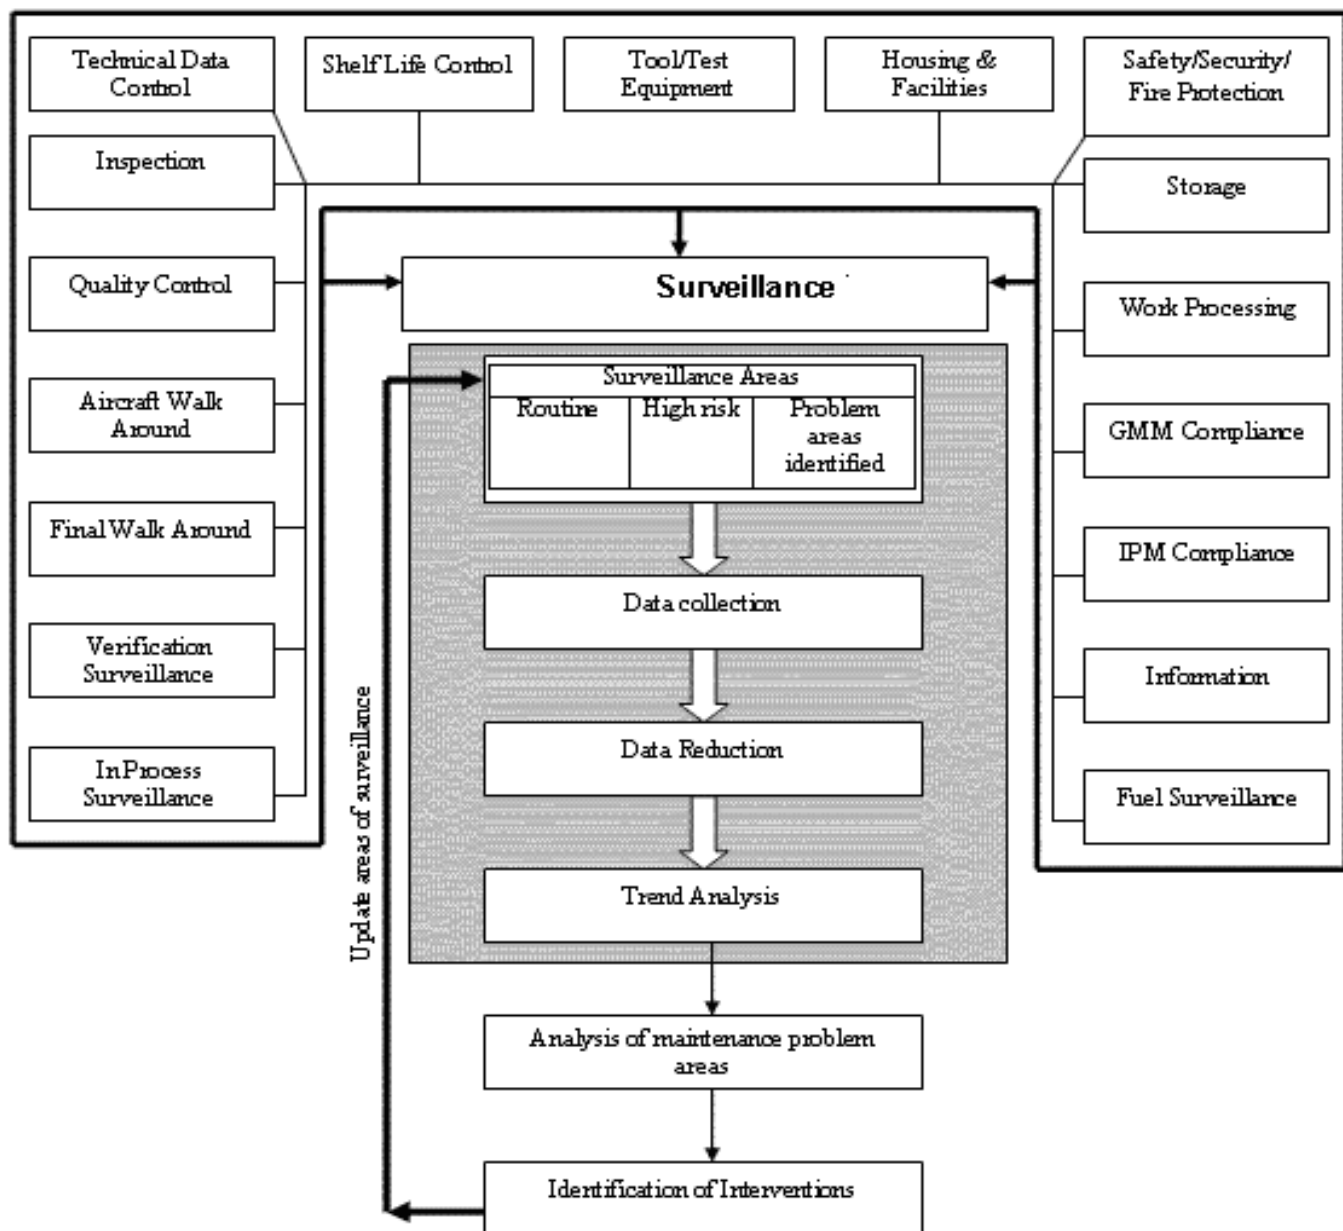 Technical Data
Control
Shelf Life Control
Tool/Test
Equipment
Housing &
Facilities
Safety/Security/
Fire Protection
Inspection
Storage
Quality Control
Surveillance
Work Processing
Surveillance Areas
Routine
High risk
Problem
areas
identified
Aircraft Walk
Around
GMM Compliance
Final Walk Around
IPM Compliance
Data collection
Verification
Surveillance
Information
Update areas of surveillance
Data Reduction
In Process
Surveillance
Fuel Surveillance
Trend Analysis
Analysis of maintenance problem
areas
Identification of Interventions